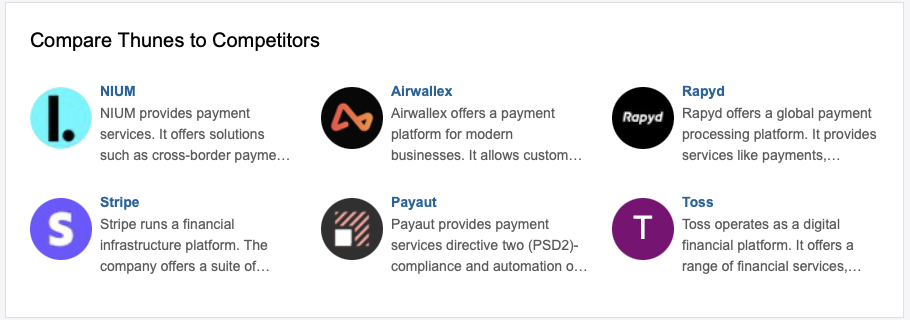 Compare Thunes to Competitors
NIUM
NIUM provides payment
services. It offers solutions
such as cross-border payme…
Airwallex
Airwallex offers a payment
platform for modern
businesses. It allows custom…
Rapyd
Rapyd
Rapyd offers a global payment
processing platform. It provides
services like payments,…
S
Stripe
Stripe runs a financial
infrastructure platform. The
company offers a suite of…
Payaut
Payaut provides payment
services directive two (PSD2)-
compliance and automation o…
T
Toss
Toss operates as a digital
financial platform. It offers a
range of financial services,…